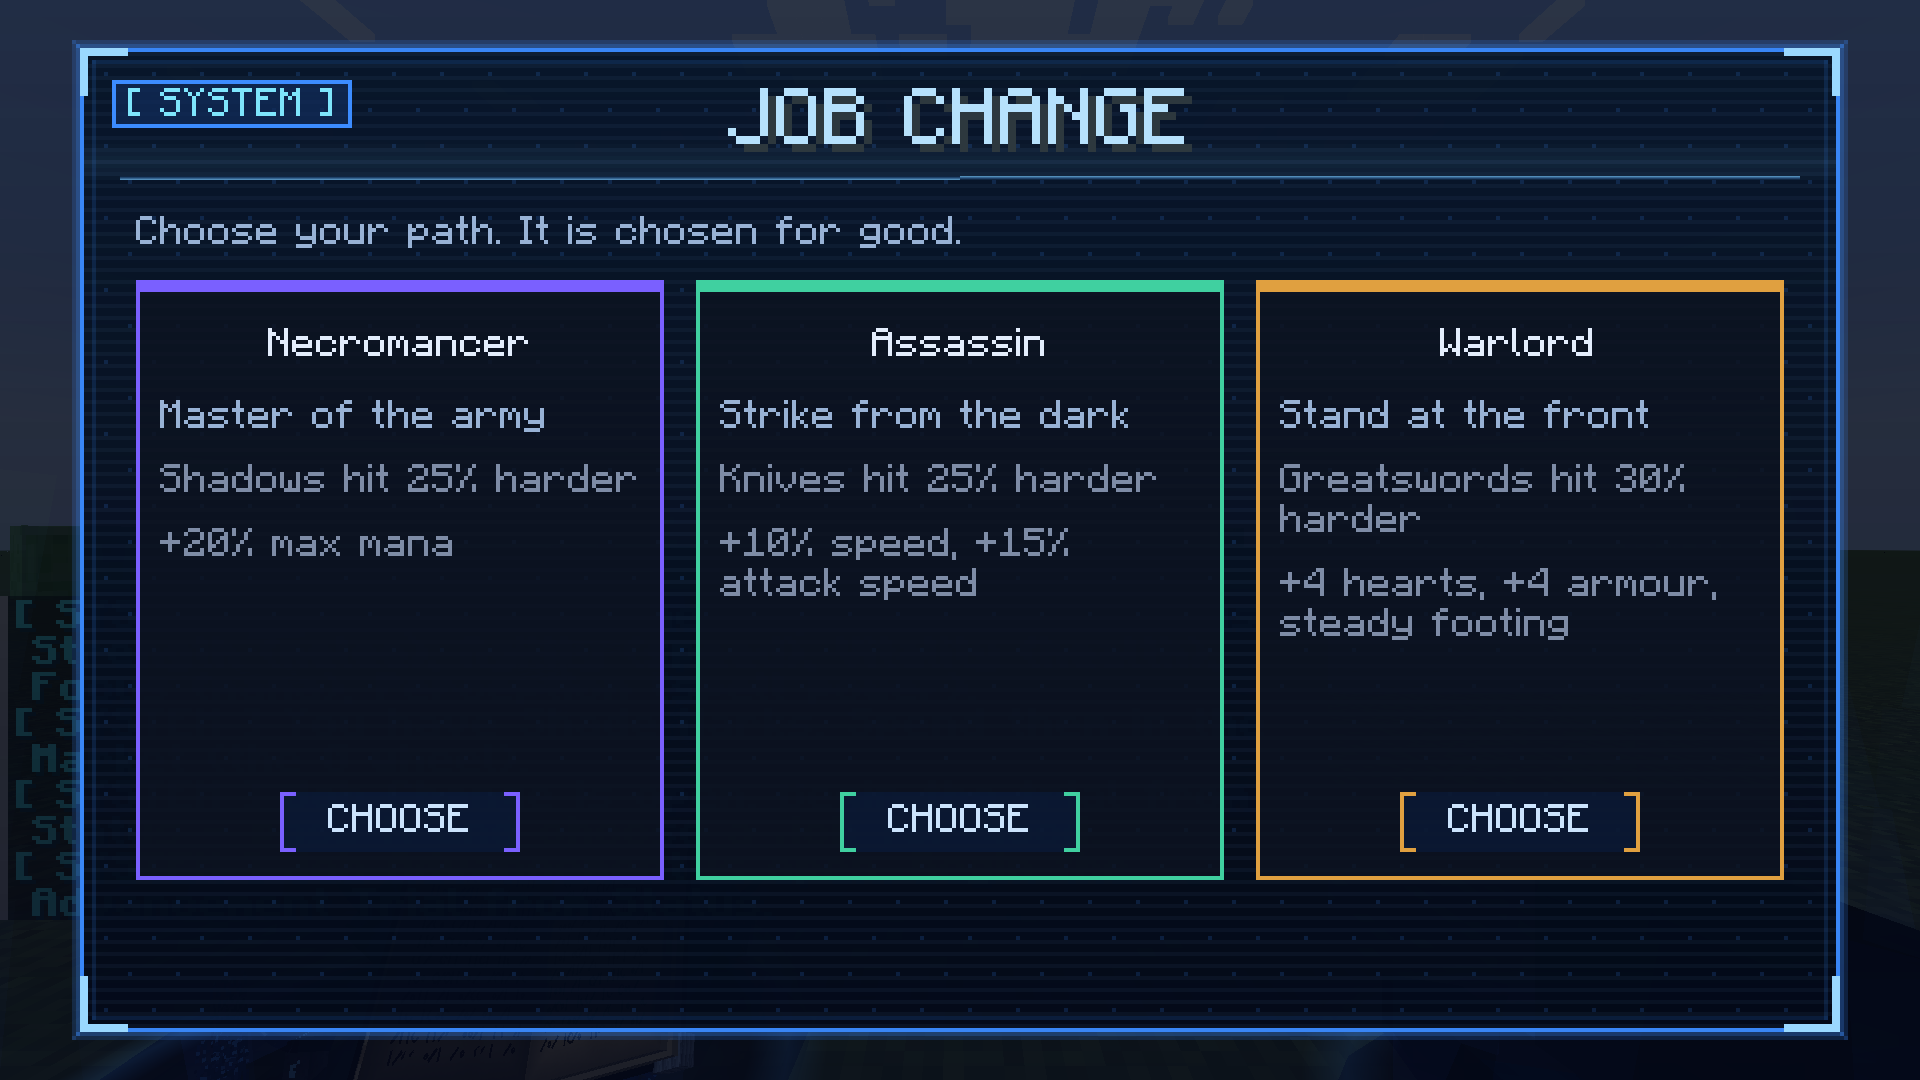 [ SYSTEM ]
JOB CHANGE
Choose your path. It is chosen for good.
Necromancer
Master of the army
Shadows hit 25% harder
+20% max mana
CHOOSE
Assassin
Strike from the dark
Knives hit 25% harder
+10% speed, +15%
attack speed
CHOOSE
Warlord
Stand at the front
Greatswords hit 30%
harder
+4 hearts, +4 armour,
steady footing
CHOOSE